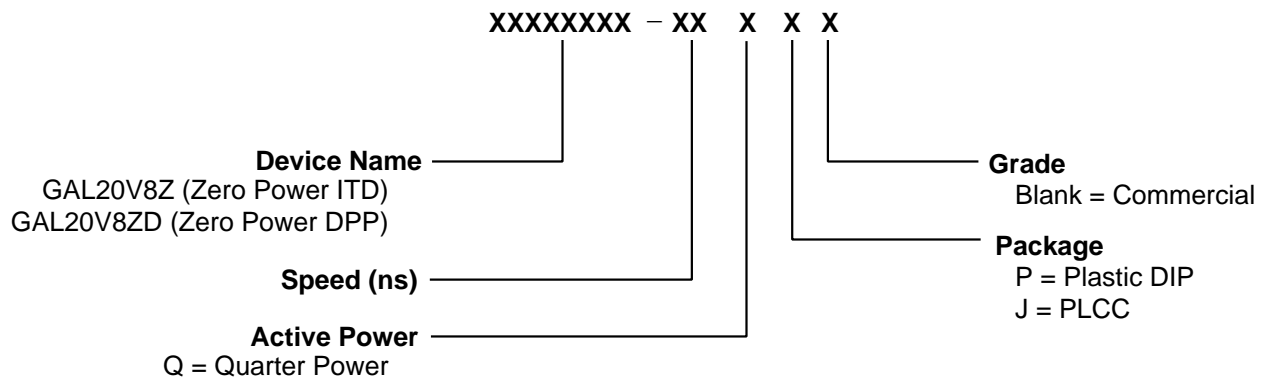 XXXXXXXX – XX X X X
Device Name
GAL20V8Z (Zero Power ITD)
GAL20V8ZD (Zero Power DPP)
Speed (ns)
Active Power
Q = Quarter Power
Grade
Blank = Commercial
Package
P = Plastic DIP
J = PLCC